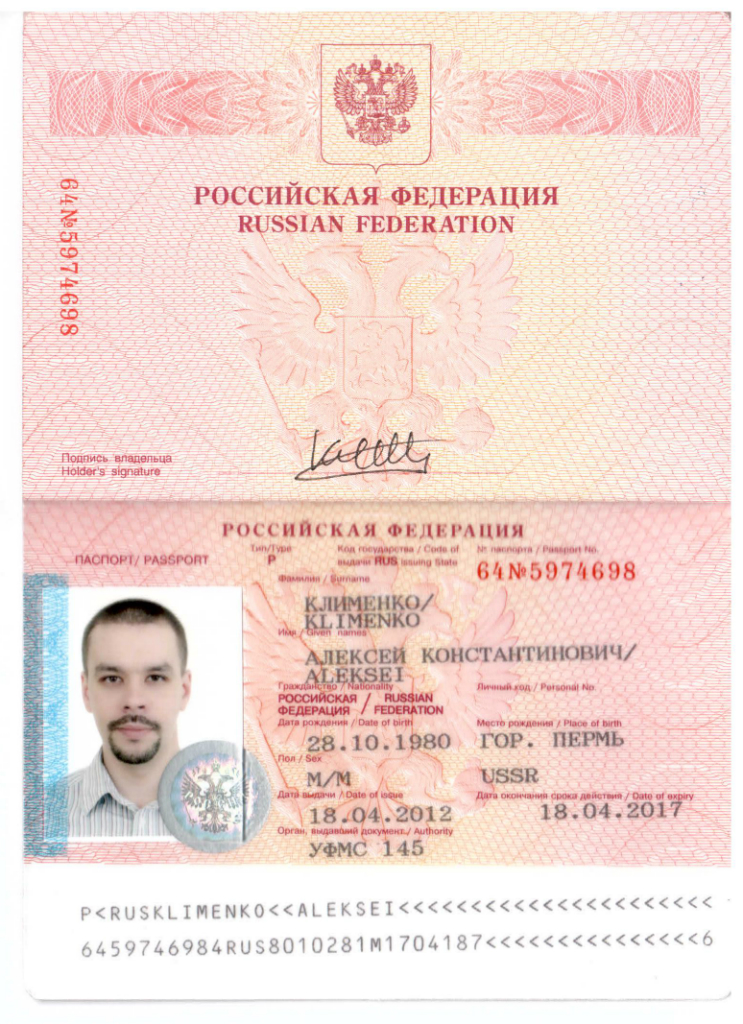 РОССИЙСКАЯ ФЕДЕРАЦИЯ
RUSSIAN FEDERATION
64№5974698
Подпись владельца
Holder's signature
РОССИЙСКАЯ ФЕДЕРАЦИЯ
ПАСПОРТ/ PASSPORT
Тип/Type
P
Код государства / Code of
выдачи RUS issuing State
№ паспорта / Passport No.
64№5974698
Фамилия / Surname
КЛИМЕНКО/
KLIMENKO
Имя / Given names
АЛЕКСЕЙ КОНСТАНТИНОВИЧ/
ALEKSEI
Гражданство / Nationality
Личный код / Personal No.
РОССИЙСКАЯ / RUSSIAN
ФЕДЕРАЦИЯ / FEDERATION
Дата рождения / Date of birth
Место рождения / Place of birth
28.10.1980
ГОР. ПЕРМЬ
Пол / Sex
М/M
USSR
Дата выдачи / Date of issue
Дата окончания срока действия / Date of expiry
18.04.2012
18.04.2017
Орган, выдавший документ/ Authority
УФМС 145
P<RUSKLIMENKO<<ALEKSEI<<<<<<<<<<<<<<<<<<<<<<
6459746984RUS8010281M1704187<<<<<<<<<<<<<<<6